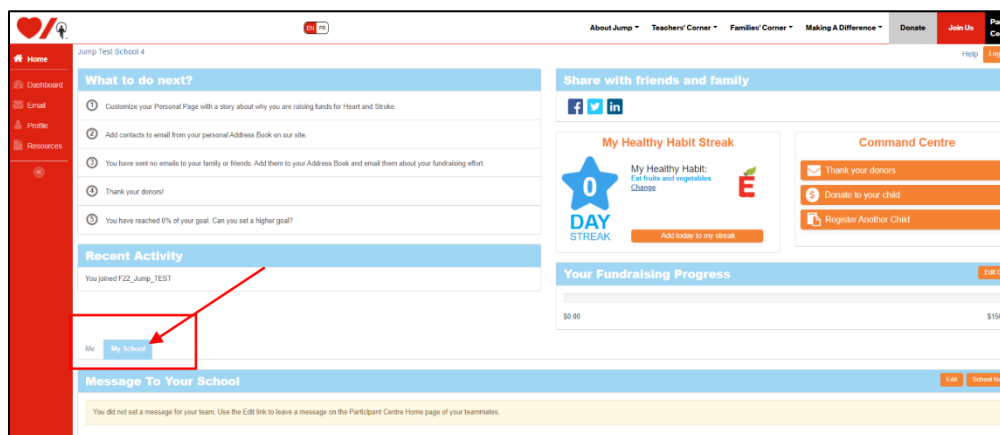 EN FR
About Jump Teachers' Corner Families' Corner Making A Difference Donate Join Us
Home
Dashboard
Email
Profile
Resources
Jump Test School 4
Help
What to do next?
1 Customize your Personal Page with a story about why you are raising funds for Heart and Stroke.
2 Add contacts to email from your personal Address Book on our site.
3 You have sent no emails to your family or friends. Add them to your Address Book and email them about your fundraising effort.
4 Thank your donors!
5 You have reached 0% of your goal. Can you set a higher goal?
Recent Activity
You joined F22_Jump_TEST
Share with friends and family
My Healthy Habit Streak
0
DAY
STREAK
My Healthy Habit:
Eat fruits and vegetables
Change
É
Add today to my streak
Command Centre
Thank your donors
Donate to your child
Register Another Child
Your Fundraising Progress
Edit
$0.00
Me My School
Message To Your School
Edit School
You did not set a message for your team. Use the Edit link to leave a message on the Participant Centre Home page of your teammates.